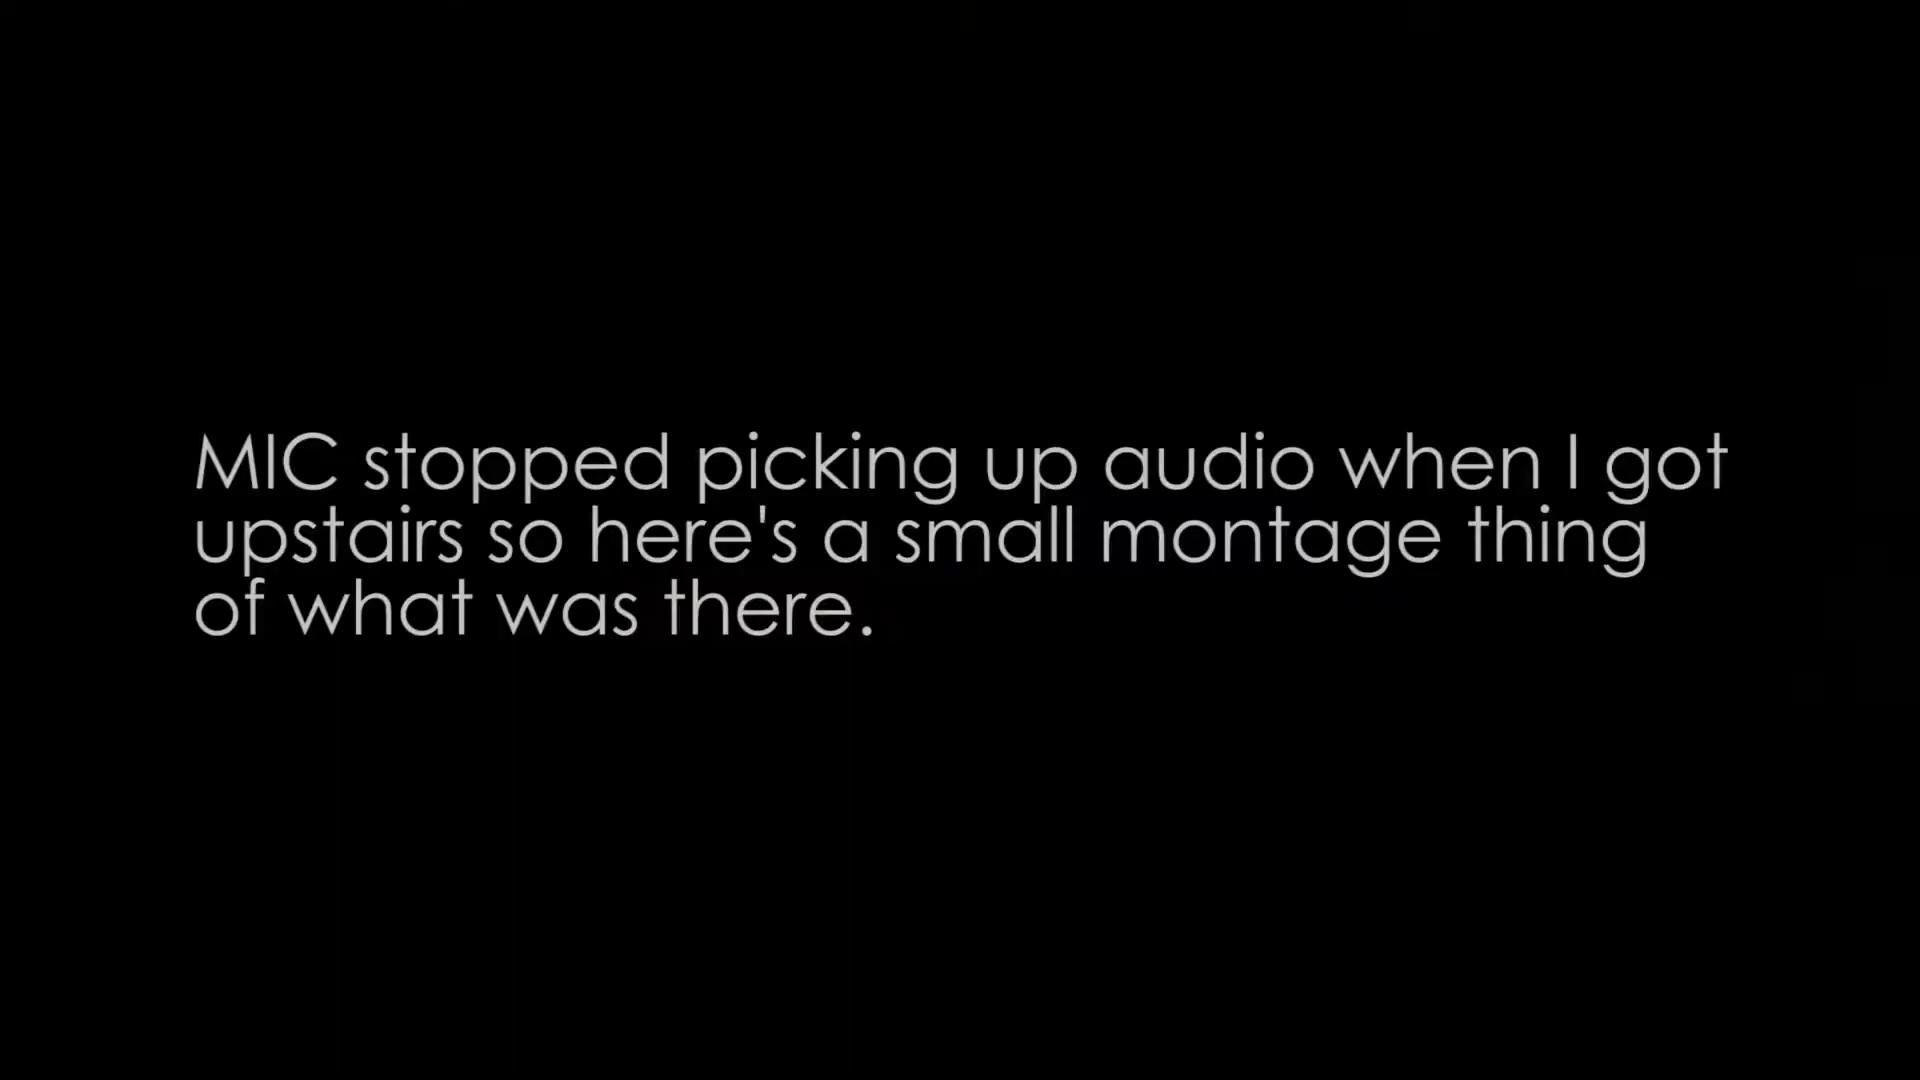 MIC stopped picking up audio when I got
upstairs so here's a small montage thing
of what was there.